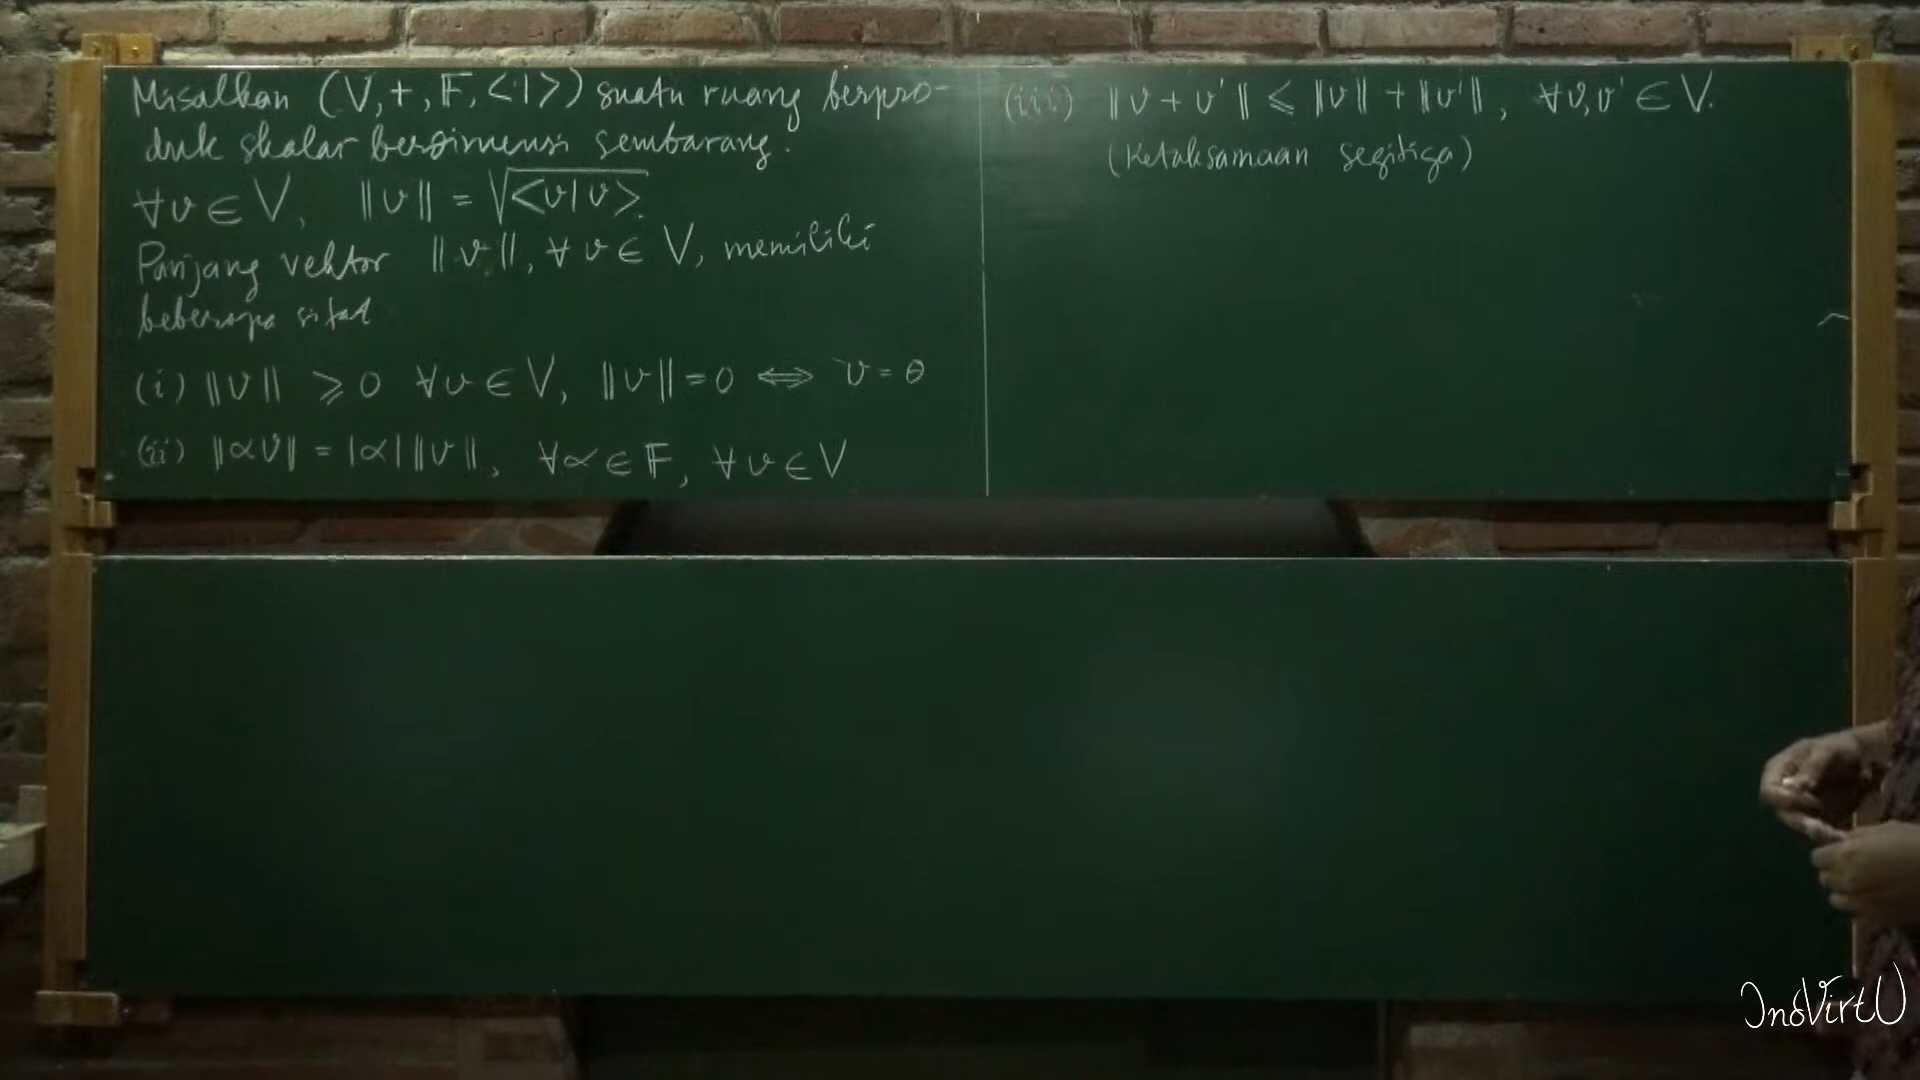 Misalkan (V, +, F, <·|>) suatu ruang berpro-
duk skalar berdimensi sembarang.
∀v ∈ V, ‖v‖ = √<v|v>.
Panjang vektor ‖v‖, ∀v ∈ V, memiliki
beberapa sifat
(i) ‖v‖ ⩾ 0 ∀v ∈ V, ‖v‖ = 0 ⟺ v = θ
(ii) ‖αv‖ = |α|‖v‖, ∀α ∈ F, ∀v ∈ V
(iii) ‖v + v'‖ ⩽ ‖v‖ + ‖v'‖, ∀v,v' ∈ V.
(Ketaksamaan segitiga)
InoVirtU